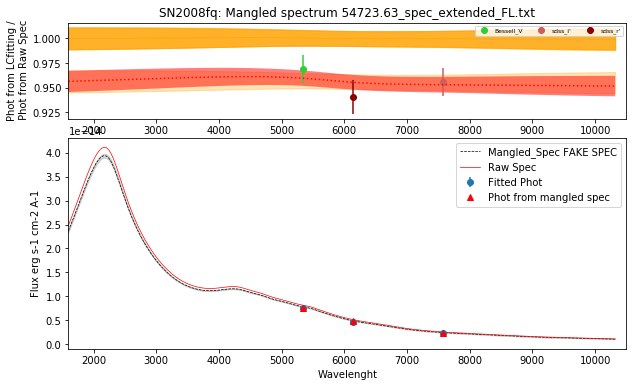 SN2008fq: Mangled spectrum 54723.63_spec_extended_FL.txt
Phot from LCfitting /
Phot from Raw Spec
1.000
0.975
0.950
0.925
Bessell_V
sdss_i'
sdss_r'
2000 3000 4000 5000 6000 7000 8000 9000 10000
1e−14
Flux erg s-1 cm-2 A-1
4.0
3.5
3.0
2.5
2.0
1.5
1.0
0.5
0.0
Mangled_Spec FAKE SPEC
Raw Spec
Fitted Phot
Phot from mangled spec
2000 3000 4000 5000 6000 7000 8000 9000 10000
Wavelenght